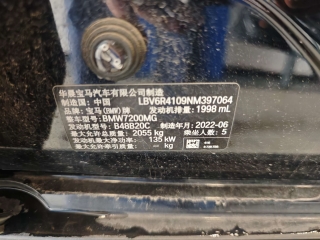 华晨宝马汽车有限公司制造
制造国：中国 LBV6R4109NM397064
品牌：宝马(BMW)牌 发动机排量：1998 mL
整车型号：BMW7200MG
发动机型号：B48B20C 制造年月：2022-06
最大允许总质量：2055 kg 乘坐人数：5
发动机最大净功率：135 kW
kg